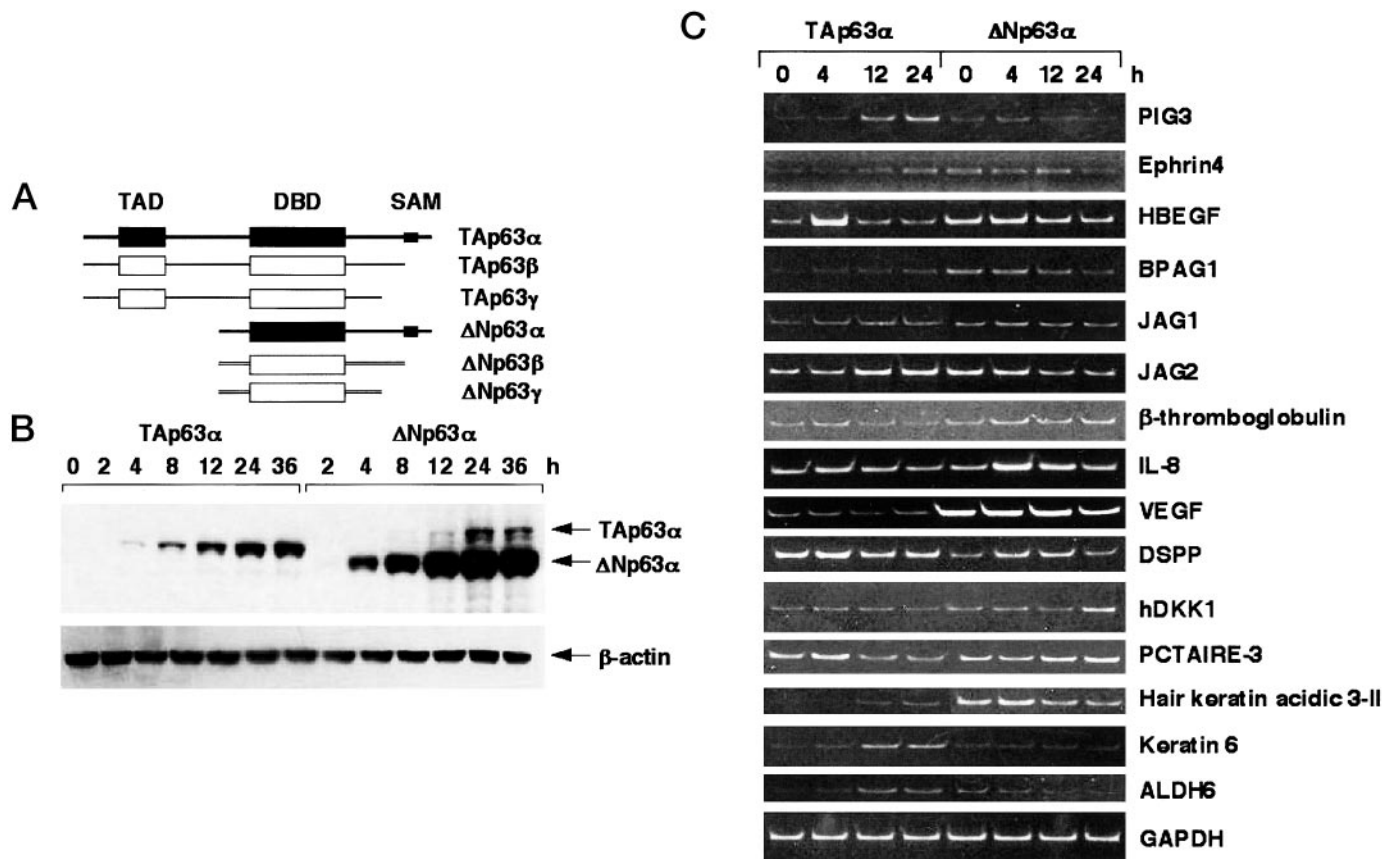 A
TAD DBD SAM
TAp63α
TAp63β
TAp63γ
ΔNp63α
ΔNp63β
ΔNp63γ
B
TAp63α ΔNp63α
0 2 4 8 12 24 36 2 4 8 12 24 36 h
TAp63α
ΔNp63α
β-actin
C
TAp63α ΔNp63α
0 4 12 24 0 4 12 24 h
PIG3
Ephrin4
HBEGF
BPAG1
JAG1
JAG2
β-thromboglobulin
IL-8
VEGF
DSPP
hDKK1
PCTAIRE-3
Hair keratin acidic 3-II
Keratin 6
ALDH6
GAPDH